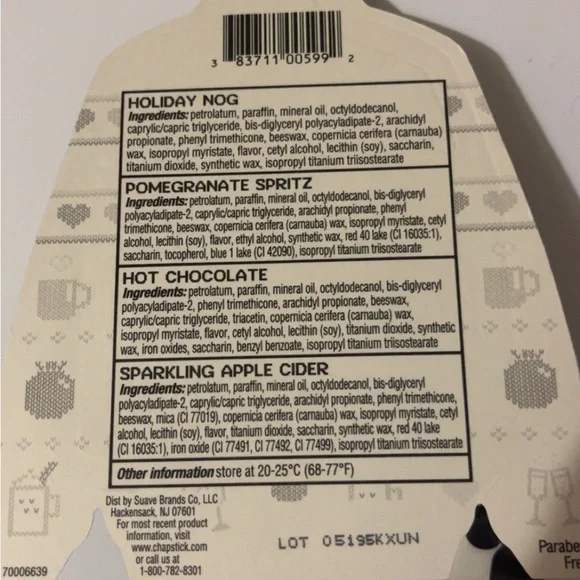 3 83711 00599 2
HOLIDAY NOG
Ingredients: petrolatum, paraffin, mineral oil, octyldodecanol,
caprylic/capric triglyceride, bis-diglyceryl polyacyladipate-2, arachidyl
propionate, phenyl trimethicone, beeswax, copernicia cerifera (carnauba)
wax, isopropyl myristate, flavor, cetyl alcohol, lecithin (soy), saccharin,
titanium dioxide, synthetic wax, isopropyl titanium triisostearate
POMEGRANATE SPRITZ
Ingredients: petrolatum, paraffin, mineral oil, octyldodecanol, bis-diglyceryl
polyacyladipate-2, caprylic/capric triglyceride, arachidyl propionate, phenyl
trimethicone, beeswax, copernicia cerifera (carnauba) wax, isopropyl myristate, cetyl
alcohol, lecithin (soy), flavor, ethyl alcohol, synthetic wax, red 40 lake (CI 16035:1),
saccharin, tocopherol, blue 1 lake (CI 42090), isopropyl titanium triisostearate
HOT CHOCOLATE
Ingredients: petrolatum, paraffin, mineral oil, octyldodecanol, bis-diglyceryl
polyacyladipate-2, phenyl trimethicone, arachidyl propionate, beeswax,
caprylic/capric triglyceride, triacetin, copernicia cerifera (carnauba) wax,
isopropyl myristate, flavor, cetyl alcohol, lecithin (soy), titanium dioxide, synthetic
wax, iron oxides, saccharin, benzyl benzoate, isopropyl titanium triisostearate
SPARKLING APPLE CIDER
Ingredients: petrolatum, paraffin, mineral oil, octyldodecanol, bis-diglyceryl
polyacyladipate-2, caprylic/capric triglyceride, arachidyl propionate, phenyl trimethicone,
beeswax, mica (CI 77019), copernicia cerifera (carnauba) wax, isopropyl myristate, cetyl
alcohol, lecithin (soy), flavor, titanium dioxide, saccharin, synthetic wax, red 40 lake
(CI 16035:1), iron oxide (CI 77491, CI 77492, CI 77499), isopropyl titanium triisostearate
Other information store at 20-25°C (68-77°F)
Dist by Suave Brands Co, LLC
Hackensack, NJ 07601
For most recent product
information, visit
www.chapstick.com
or call us at
1-800-782-8301
LOT 05195KXUN
70006639
Parabe
Fre